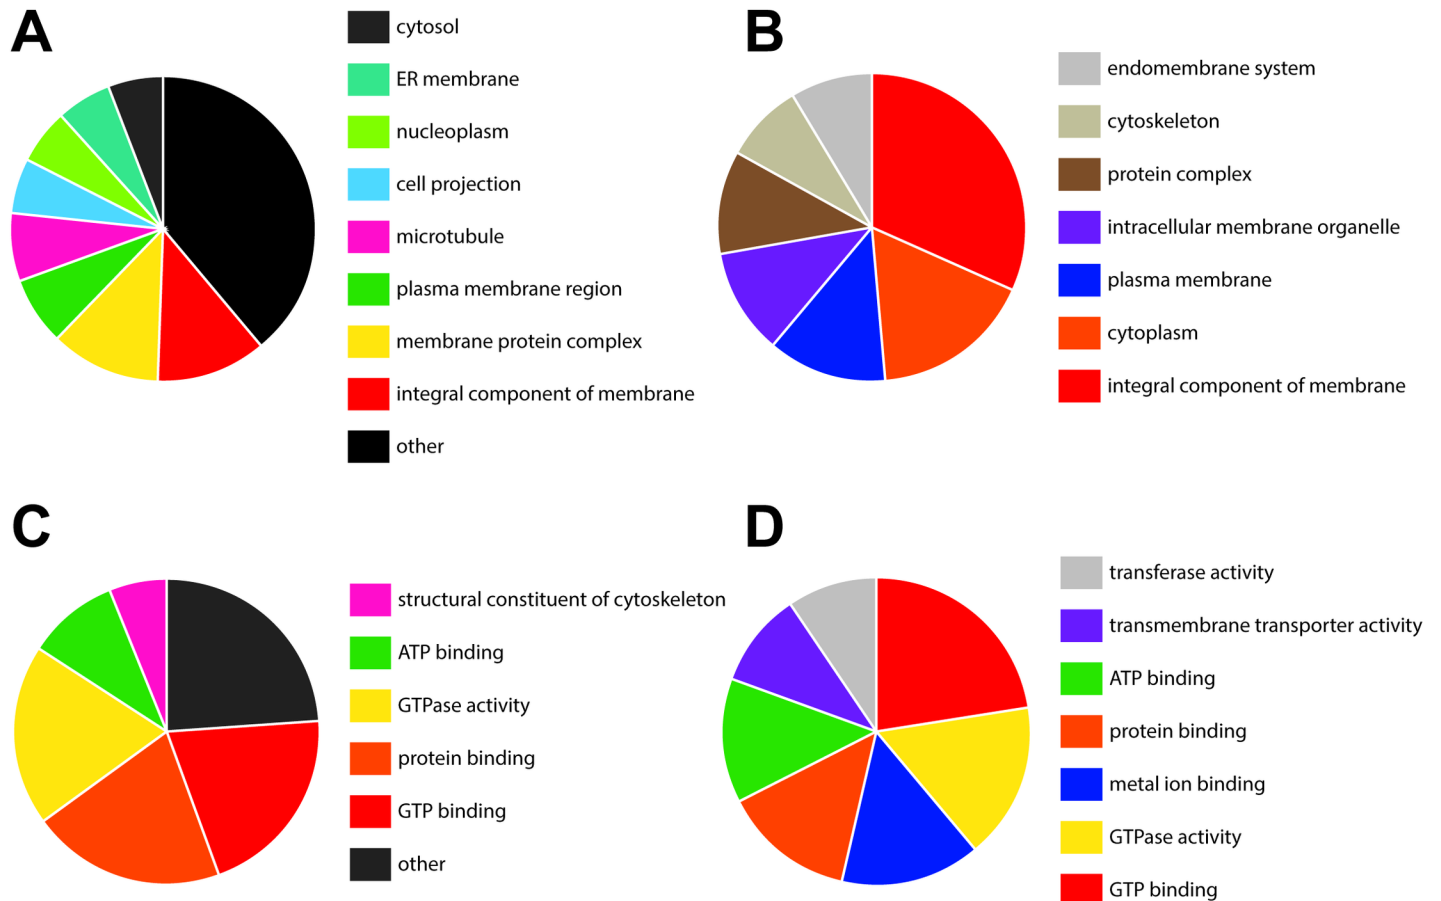 A
cytosol
ER membrane
nucleoplasm
cell projection
microtubule
plasma membrane region
membrane protein complex
integral component of membrane
other
B
endomembrane system
cytoskeleton
protein complex
intracellular membrane organelle
plasma membrane
cytoplasm
integral component of membrane
C
structural constituent of cytoskeleton
ATP binding
GTPase activity
protein binding
GTP binding
other
D
transferase activity
transmembrane transporter activity
ATP binding
protein binding
metal ion binding
GTPase activity
GTP binding